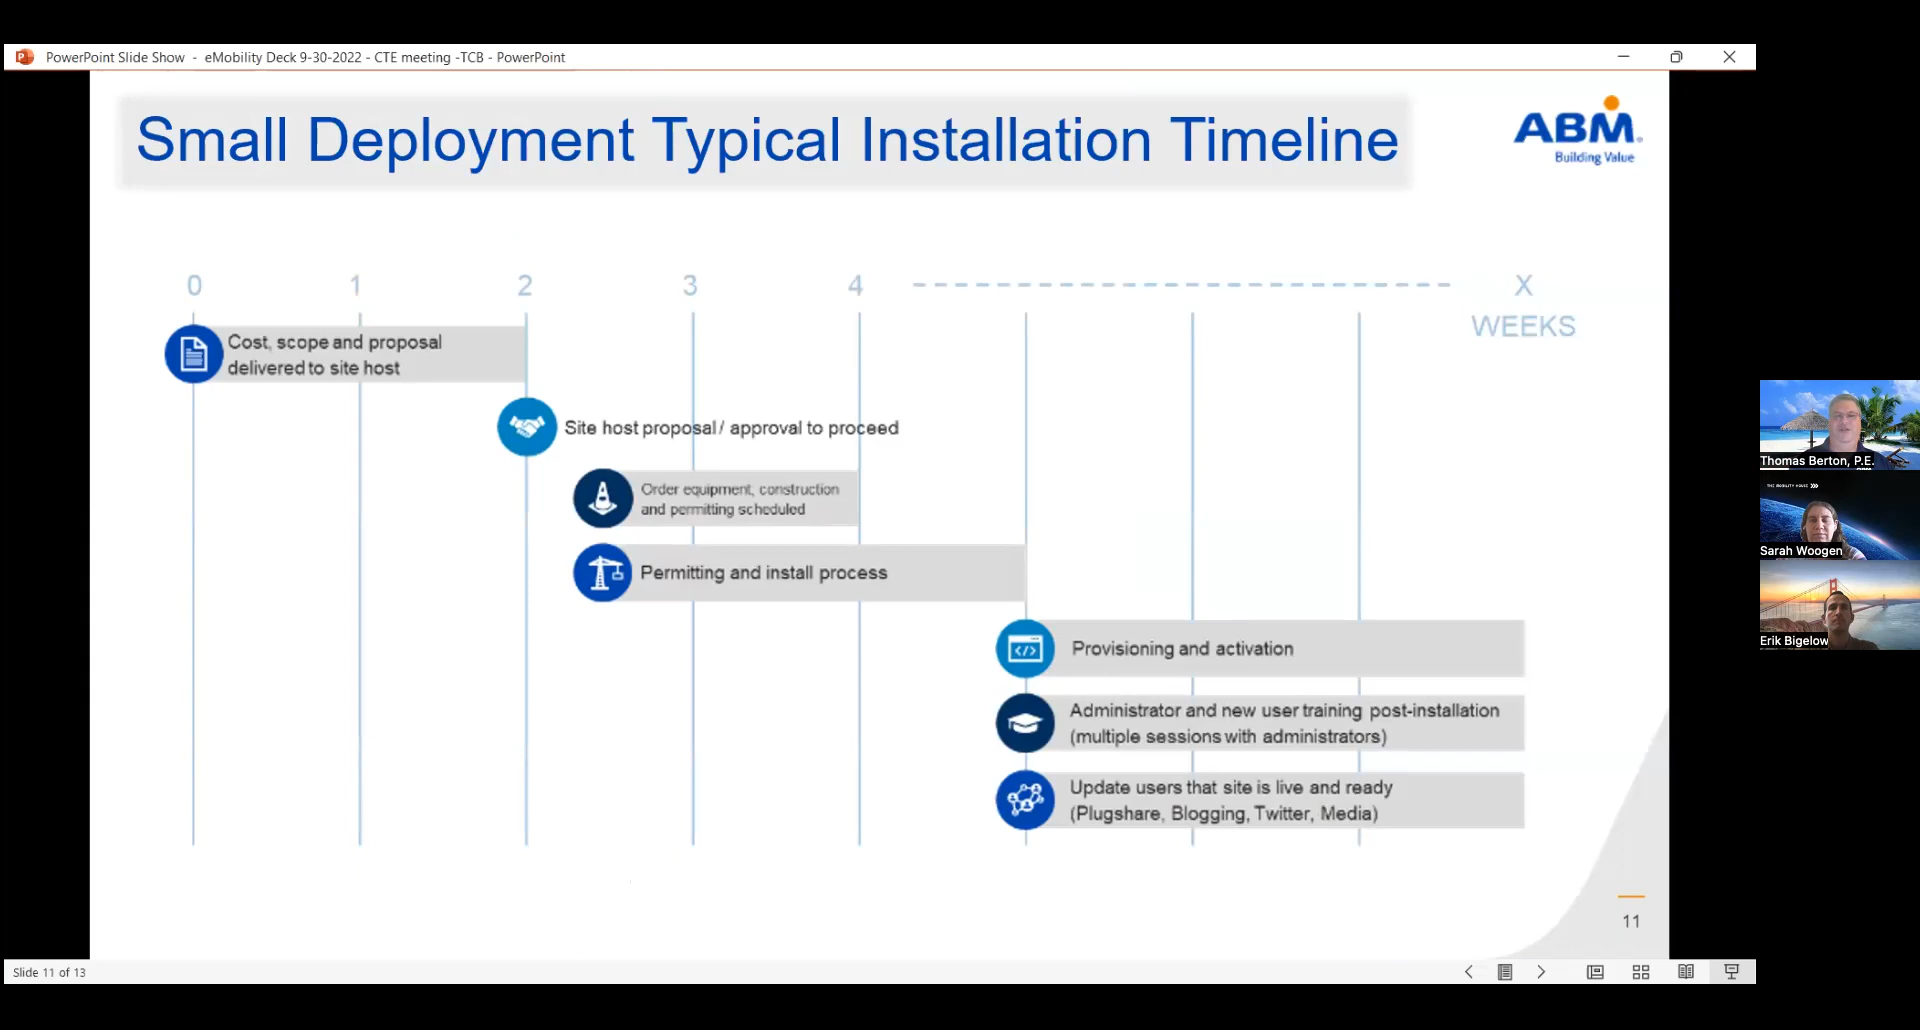 PowerPoint Slide Show - eMobility Deck 9-30-2022 - CTE meeting -TCB - PowerPoint
Small Deployment Typical Installation Timeline
ABM
Building Value
0 1 2 3 4 X
WEEKS
Cost, scope and proposal
delivered to site host
Site host proposal / approval to proceed
Order equipment, construction
and permitting scheduled
Permitting and install process
Provisioning and activation
Administrator and new user training post-installation
(multiple sessions with administrators)
Update users that site is live and ready
(Plugshare, Blogging, Twitter, Media)
11
Slide 11 of 13
Thomas Berton, P.E.
THE MOBILITY HOUSE
Sarah Woogen
Erik Bigelow